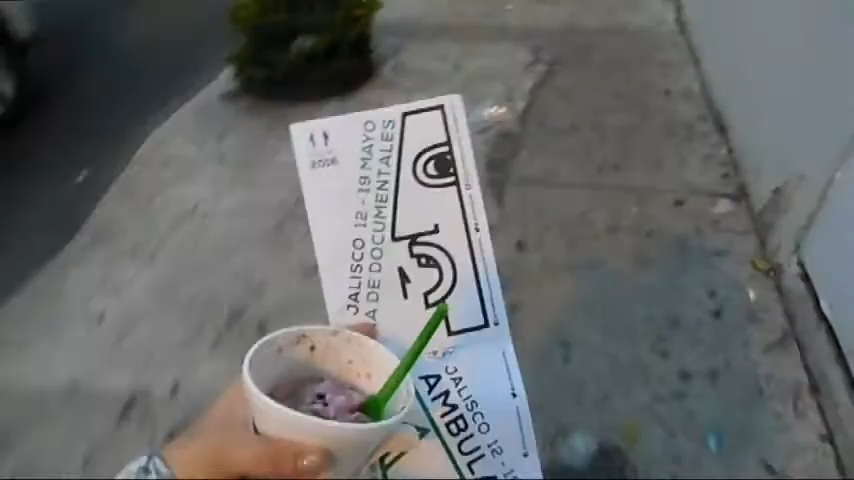 2016
JALISCO 12 - 19 MAYO
A DE DOCUMENTALES
JALISCO 12 - 1
AMBUL